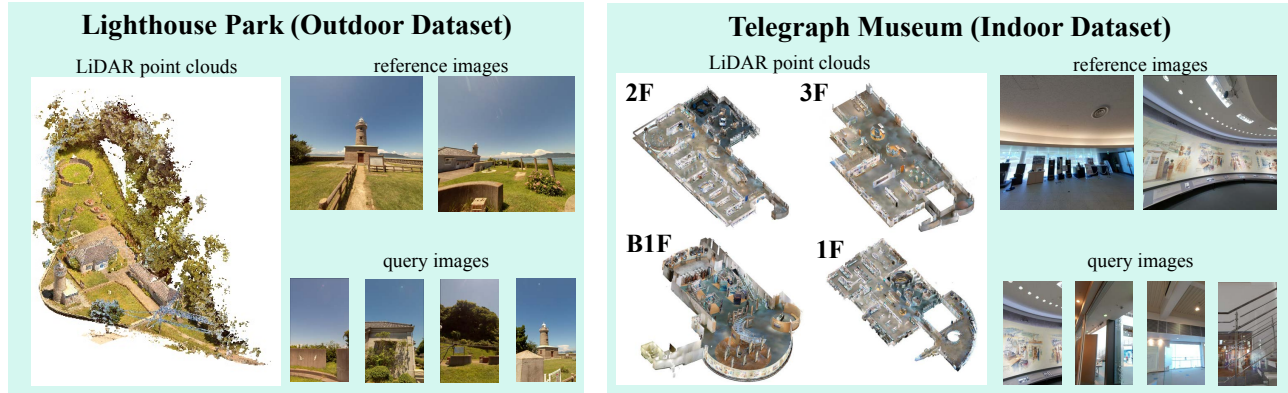 Lighthouse Park (Outdoor Dataset)
LiDAR point clouds
reference images
query images
Telegraph Museum (Indoor Dataset)
LiDAR point clouds
reference images
2F
3F
B1F
1F
query images